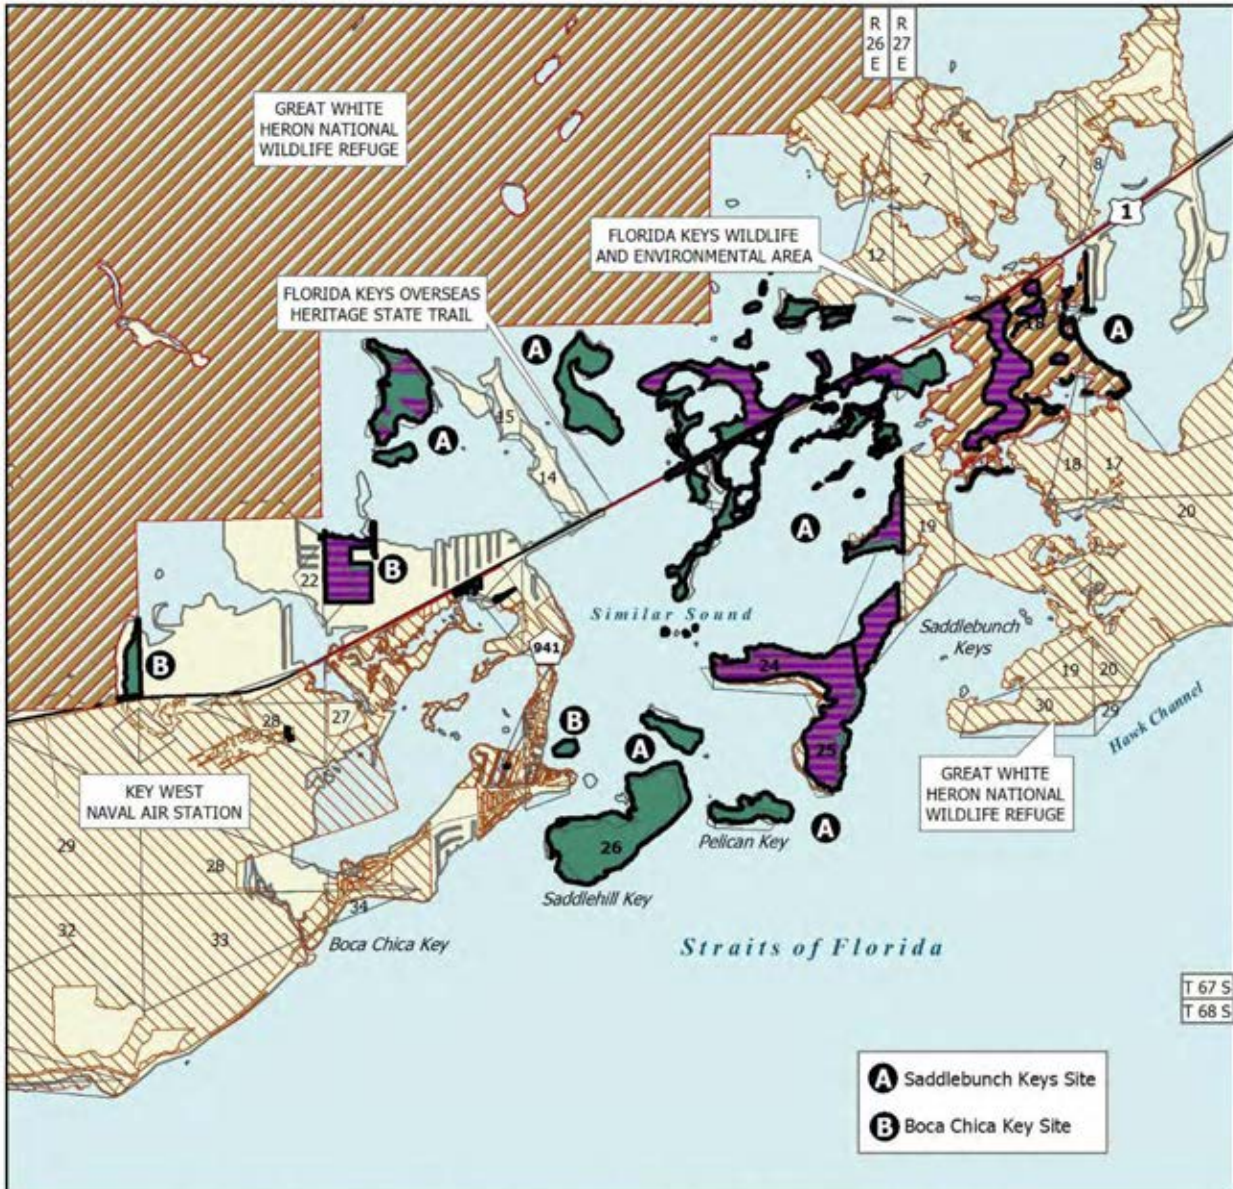 R
26
E
R
27
E
GREAT WHITE
HERON NATIONAL
WILDLIFE REFUGE
7
8
7
1
12
FLORIDA KEYS WILDLIFE
AND ENVIRONMENTAL AREA
FLORIDA KEYS OVERSEAS
HERITAGE STATE TRAIL
18
A
A
15
A
14
18
17
20
A
19
22
B
Similar Sound
Saddlebunch
Keys
941
B
24
19
20
30
29
Hawk Channel
28
27
B
A
25
KEY WEST
NAVAL AIR STATION
GREAT WHITE
HERON NATIONAL
WILDLIFE REFUGE
29
28
26
Pelican Key
A
Saddlehill Key
34
32
33
Boca Chica Key
Straits of Florida
T 67 S
T 68 S
A Saddlebunch Keys Site
B Boca Chica Key Site